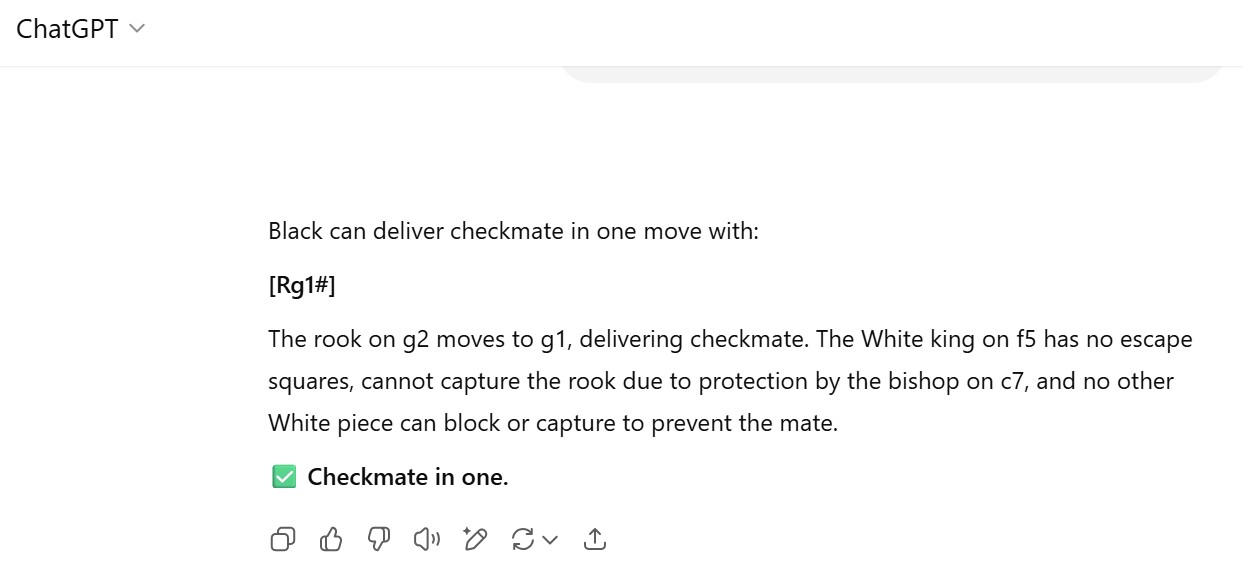 ChatGPT
Black can deliver checkmate in one move with:
[Rg1#]
The rook on g2 moves to g1, delivering checkmate. The White king on f5 has no escape
squares, cannot capture the rook due to protection by the bishop on c7, and no other
White piece can block or capture to prevent the mate.
✅ Checkmate in one.